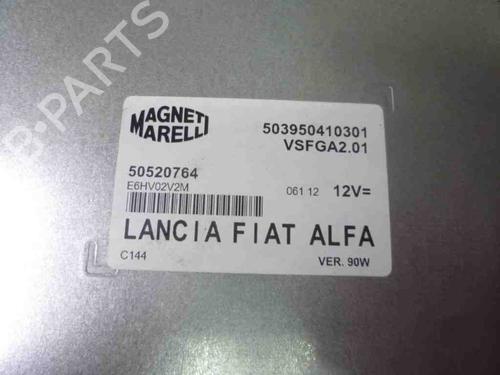 B-PARTS
MAGNETI
MARELLI
503950410301
VSFGA2.01
50520764
E6HV02V2M
061 12
12V=
LANCIA FIAT ALFA
C144
VER. 90W